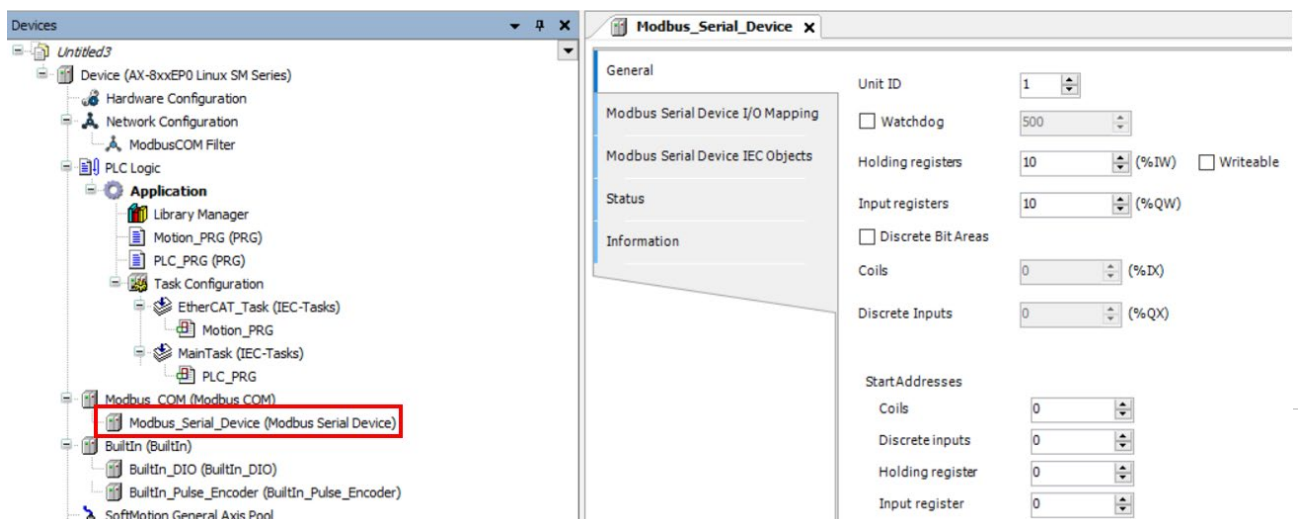 Devices
Untitled3
Device (AX-8xxEP0 Linux SM Series)
Hardware Configuration
Network Configuration
ModbusCOM Filter
PLC Logic
Application
Library Manager
Motion_PRG (PRG)
PLC_PRG (PRG)
Task Configuration
EtherCAT_Task (IEC-Tasks)
Motion_PRG
MainTask (IEC-Tasks)
PLC_PRG
Modbus_COM (Modbus COM)
Modbus_Serial_Device (Modbus Serial Device)
BuiltIn (BuiltIn)
BuiltIn_DIO (BuiltIn_DIO)
BuiltIn_Pulse_Encoder (BuiltIn_Pulse_Encoder)
SoftMotion General Axis Pool
Modbus_Serial_Device
General
Modbus Serial Device I/O Mapping
Modbus Serial Device IEC Objects
Status
Information
Unit ID 1
Watchdog 500
Holding registers 10 (%IW) Writeable
Input registers 10 (%QW)
Discrete Bit Areas
Coils 0 (%IX)
Discrete Inputs 0 (%QX)
Start Addresses
Coils 0
Discrete inputs 0
Holding register 0
Input register 0